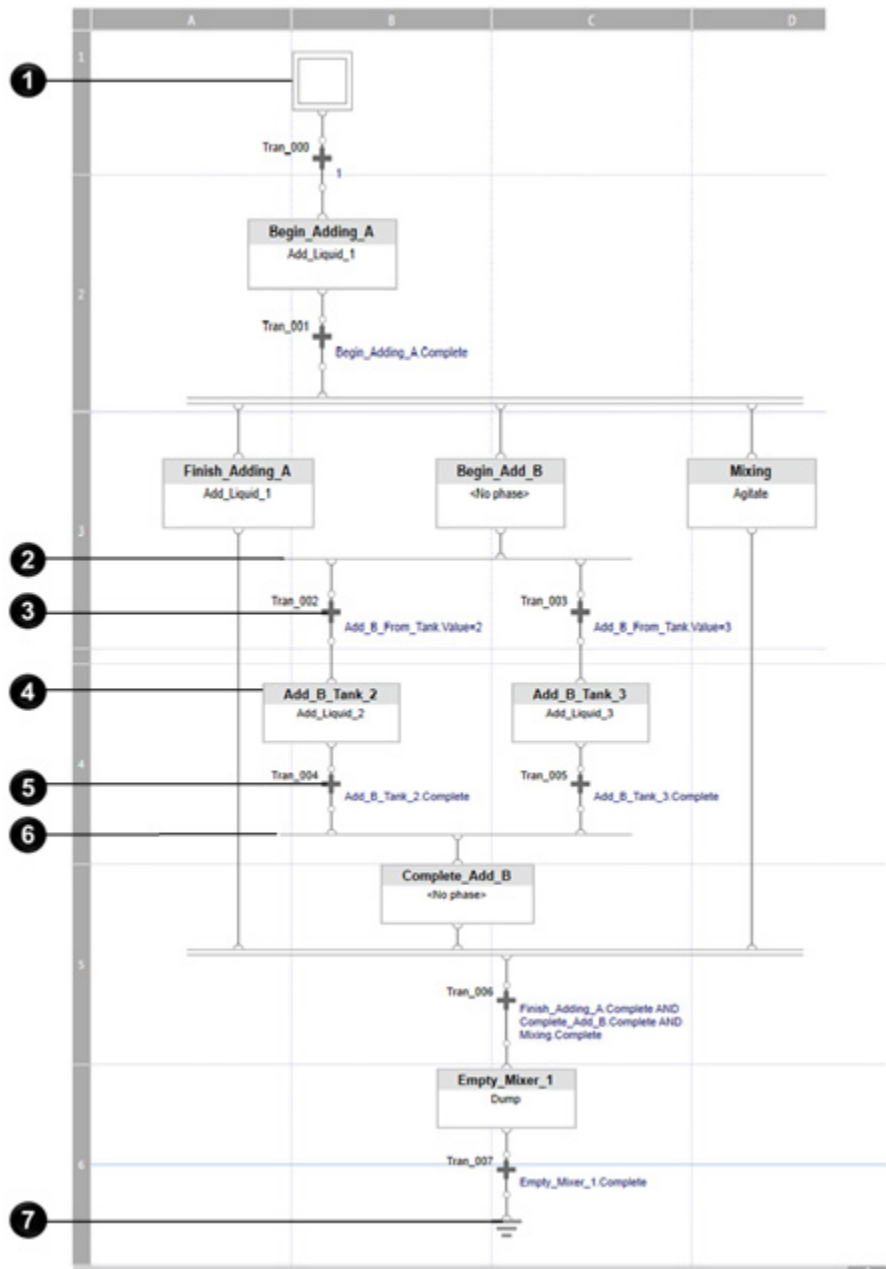 A B C D
1
1
Tran_000
1
Begin_Adding_A
Add_Liquid_1
2
Tran_001
Begin_Adding_A.Complete
Finish_Adding_A Begin_Add_B Mixing
Add_Liquid_1 <No phase> Agitate
3
2
Tran_002 Tran_003
3
Add_B_From_Tank.Value=2 Add_B_From_Tank.Value=3
4
Add_B_Tank_2 Add_B_Tank_3
Add_Liquid_2 Add_Liquid_3
4
Tran_004 Tran_005
5
Add_B_Tank_2.Complete Add_B_Tank_3.Complete
6
Complete_Add_B
<No phase>
5
Tran_006
Finish_Adding_A.Complete AND
Complete_Add_B.Complete AND
Mixing.Complete
Empty_Mixer_1
Dump
6
Tran_007
Empty_Mixer_1.Complete
7